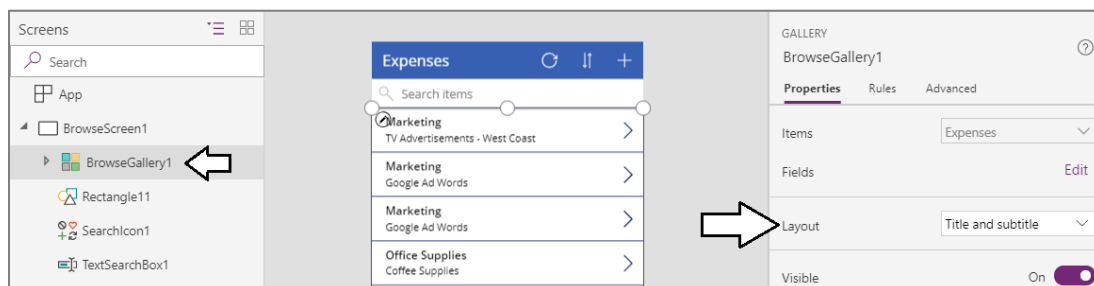 Screens
Search
App
BrowseScreen1
BrowseGallery1
Rectangle11
SearchIcon1
TextSearchBox1
Expenses
Search items
Marketing
TV Advertisements - West Coast
Marketing
Google Ad Words
Marketing
Google Ad Words
Office Supplies
Coffee Supplies
GALLERY
BrowseGallery1
Properties Rules Advanced
Items Expenses
Fields Edit
Layout Title and subtitle
Visible On